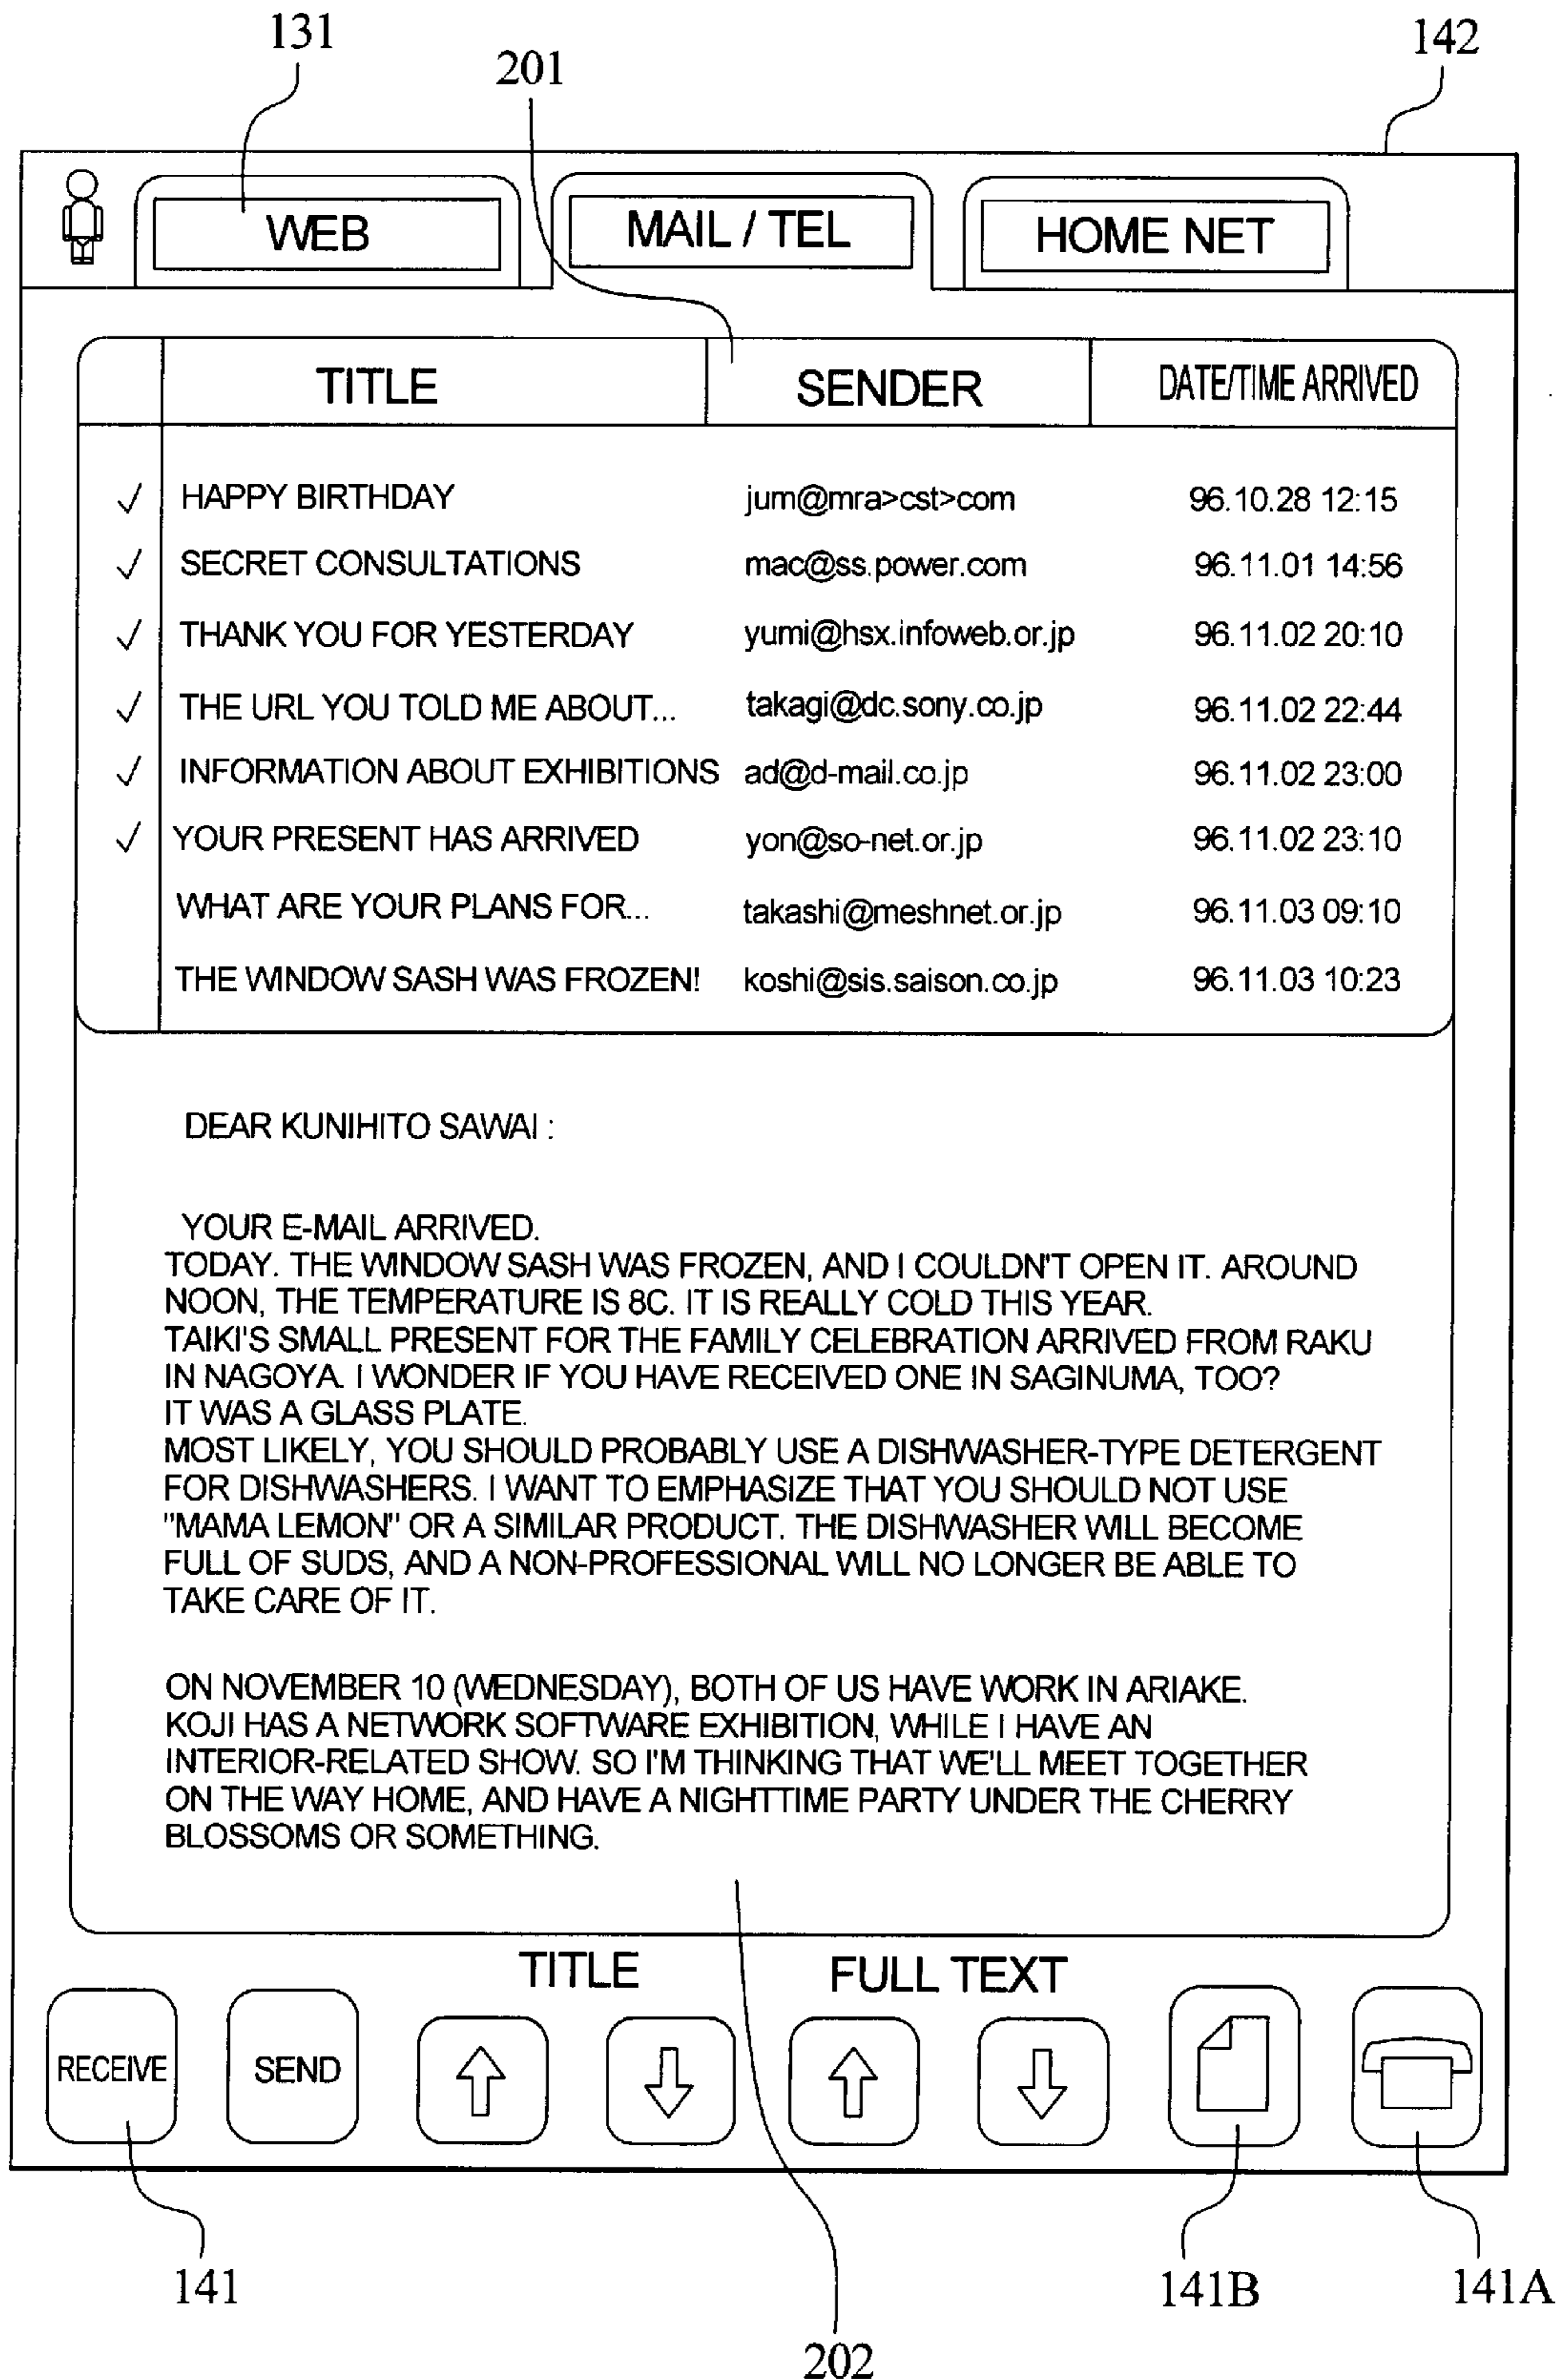 131
201
142
WEB
MAIL / TEL
HOME NET
TITLE SENDER DATE/TIME ARRIVED
✓ HAPPY BIRTHDAY jum@mra>cst>com 96.10.28 12:15
✓ SECRET CONSULTATIONS mac@ss.power.com 96.11.01 14:56
✓ THANK YOU FOR YESTERDAY yumi@hsx.infoweb.or.jp 96.11.02 20:10
✓ THE URL YOU TOLD ME ABOUT... takagi@dc.sony.co.jp 96.11.02 22:44
✓ INFORMATION ABOUT EXHIBITIONS ad@d-mail.co.jp 96.11.02 23:00
✓ YOUR PRESENT HAS ARRIVED yon@so-net.or.jp 96.11.02 23:10
WHAT ARE YOUR PLANS FOR... takashi@meshnet.or.jp 96.11.03 09:10
THE WINDOW SASH WAS FROZEN! koshi@sis.saison.co.jp 96.11.03 10:23
DEAR KUNIHITO SAWAI :
YOUR E-MAIL ARRIVED.
TODAY. THE WINDOW SASH WAS FROZEN, AND I COULDN'T OPEN IT. AROUND
NOON, THE TEMPERATURE IS 8C. IT IS REALLY COLD THIS YEAR.
TAIKI'S SMALL PRESENT FOR THE FAMILY CELEBRATION ARRIVED FROM RAKU
IN NAGOYA. I WONDER IF YOU HAVE RECEIVED ONE IN SAGINUMA, TOO?
IT WAS A GLASS PLATE.
MOST LIKELY, YOU SHOULD PROBABLY USE A DISHWASHER-TYPE DETERGENT
FOR DISHWASHERS. I WANT TO EMPHASIZE THAT YOU SHOULD NOT USE
"MAMA LEMON" OR A SIMILAR PRODUCT. THE DISHWASHER WILL BECOME
FULL OF SUDS, AND A NON-PROFESSIONAL WILL NO LONGER BE ABLE TO
TAKE CARE OF IT.
ON NOVEMBER 10 (WEDNESDAY), BOTH OF US HAVE WORK IN ARIAKE.
KOJI HAS A NETWORK SOFTWARE EXHIBITION, WHILE I HAVE AN
INTERIOR-RELATED SHOW. SO I'M THINKING THAT WE'LL MEET TOGETHER
ON THE WAY HOME, AND HAVE A NIGHTTIME PARTY UNDER THE CHERRY
BLOSSOMS OR SOMETHING.
TITLE FULL TEXT
RECEIVE SEND
141
141B
141A
202